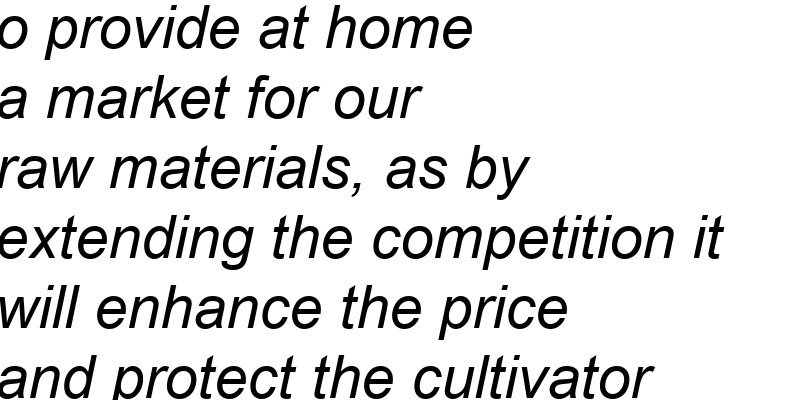 o provide at home
a market for our
raw materials, as by
extending the competition it
will enhance the price
and protect the cultivator